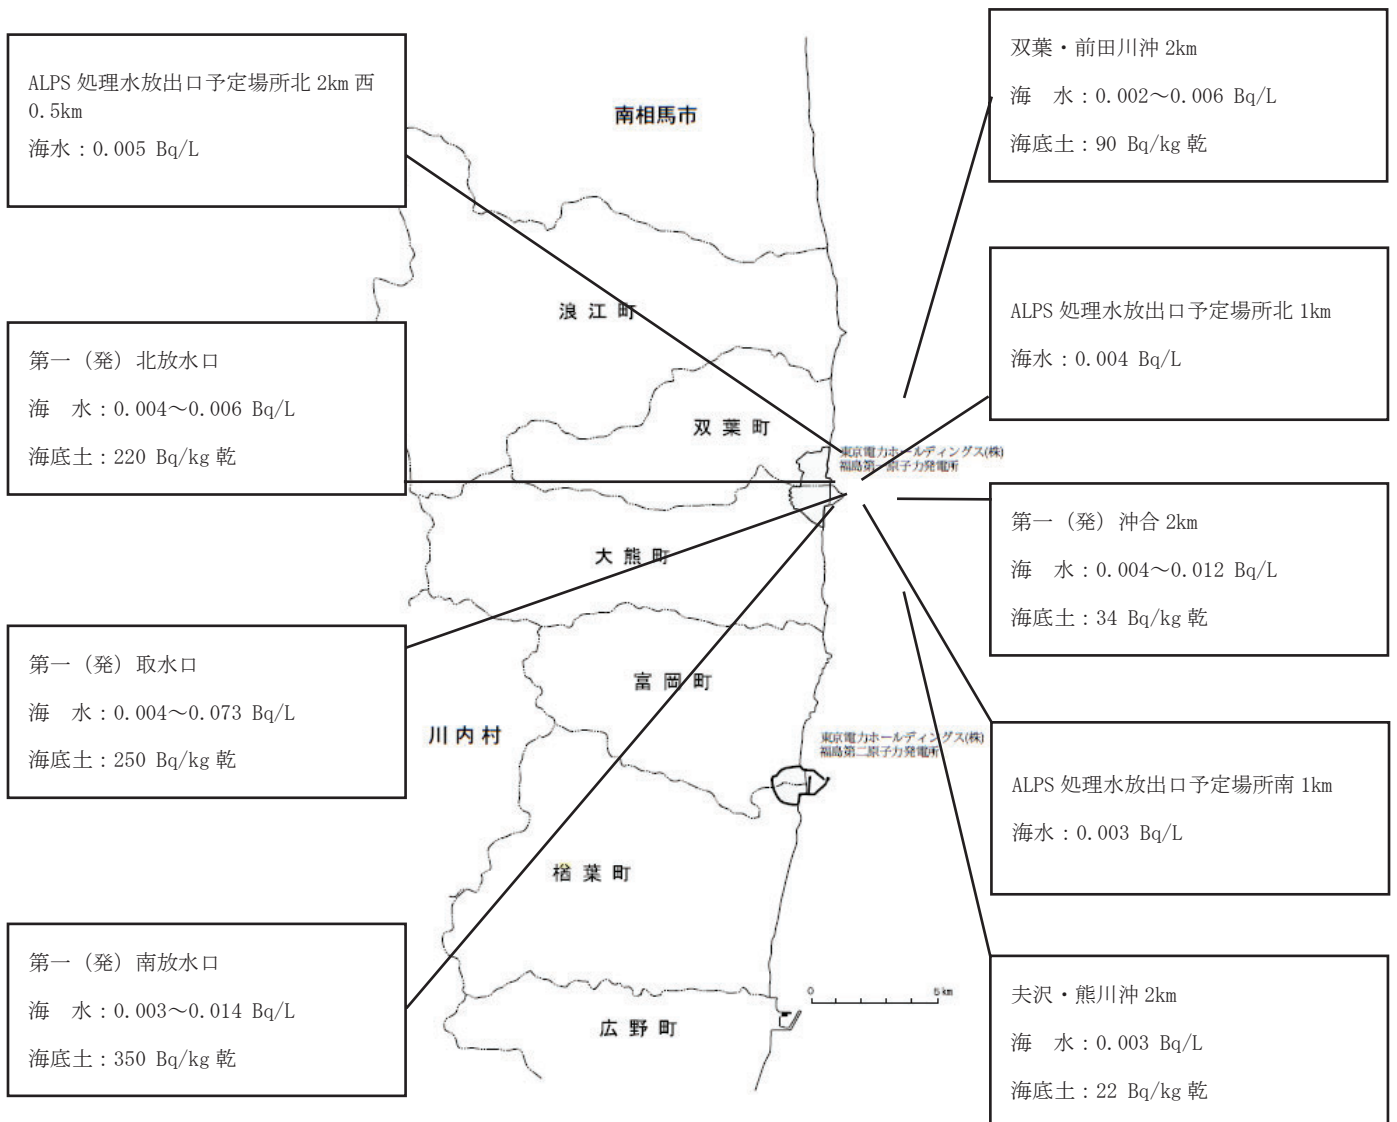 ALPS 処理水放出口予定場所北 2km 西
0.5km
海水：0.005 Bq/L
第一（発）北放水口
海　水：0.004～0.006 Bq/L
海底土：220 Bq/kg 乾
第一（発）取水口
海　水：0.004～0.073 Bq/L
海底土：250 Bq/kg 乾
第一（発）南放水口
海　水：0.003～0.014 Bq/L
海底土：350 Bq/kg 乾
南相馬市
浪江町
双葉町
東京電力ホールディングス(株)
福島第一原子力発電所
大熊町
富岡町
川内村
東京電力ホールディングス(株)
福島第二原子力発電所
楢葉町
広野町
0 5km
双葉・前田川沖 2km
海　水：0.002～0.006 Bq/L
海底土：90 Bq/kg 乾
ALPS 処理水放出口予定場所北 1km
海水：0.004 Bq/L
第一（発）沖合 2km
海　水：0.004～0.012 Bq/L
海底土：34 Bq/kg 乾
ALPS 処理水放出口予定場所南 1km
海水：0.003 Bq/L
夫沢・熊川沖 2km
海　水：0.003 Bq/L
海底土：22 Bq/kg 乾